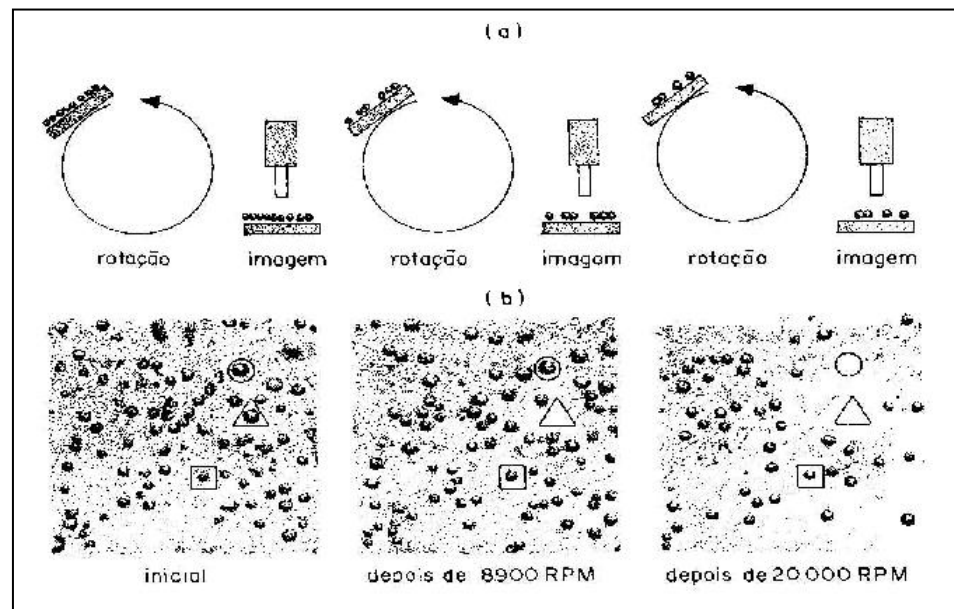 (a)
rotação imagem rotação imagem rotação imagem
(b)
inicial depois de 8900 RPM depois de 20 000 RPM